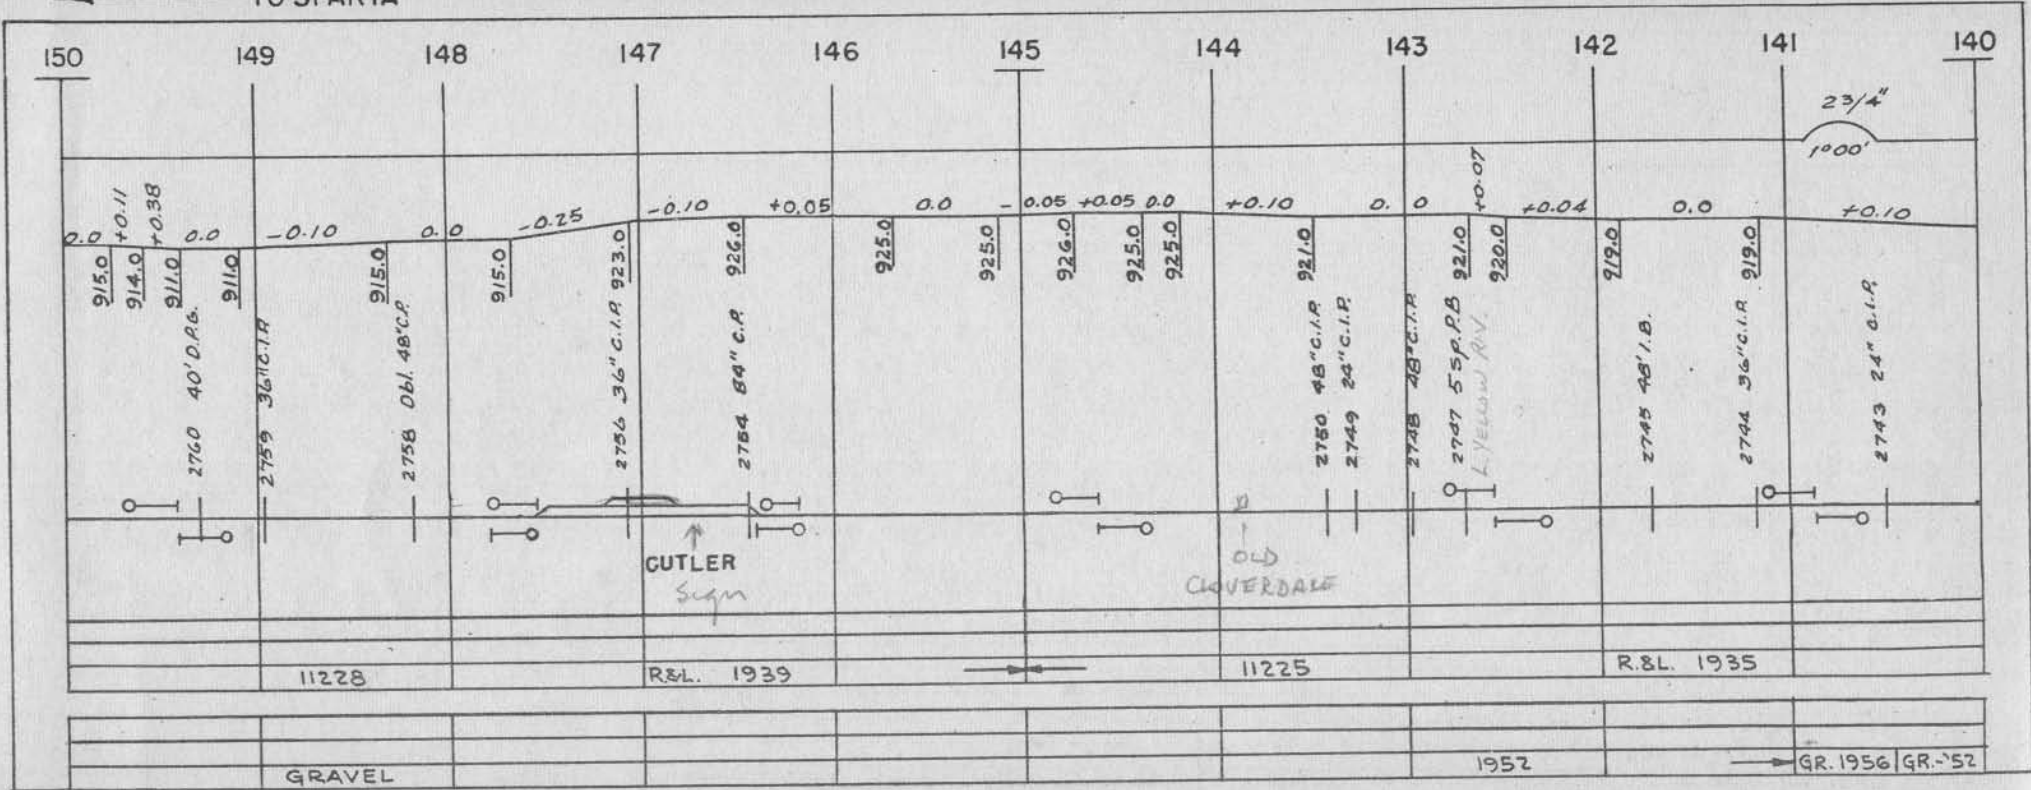 TO SPARTA
150 149 148 147 146 145 144 143 142 141 140
2 3/4"
1°00'
0.0 +0.11 +0.38 0.0 -0.10 0.0 -0.25 -0.10 +0.05 0.0 -0.05 +0.05 0.0 +0.10 0.0 +0.07 +0.04 0.0 +0.10
915.0 914.0 911.0 911.0 915.0 915.0 923.0 926.0 925.0 925.0 926.0 925.0 925.0 921.0 921.0 920.0 919.0 919.0
2760 40' D.P.G.
2759 36" C.I.P.
2758 Dbl. 48" C.P.
2756 36" C.I.P.
2754 84" C.P.
2750 48" C.I.P.
2749 24" C.I.P.
2748 48" C.I.P.
2747 5 SP. P.B.
L. YELLOW RIV.
2745 48' I.B.
2744 36" C.I.P.
2743 24" C.I.P.
CUTLER
Sign
OLD
CLOVERDALE
11228 R&L. 1939 11225 R.&L. 1935
GRAVEL 1952 GR. 1956 GR.-'52